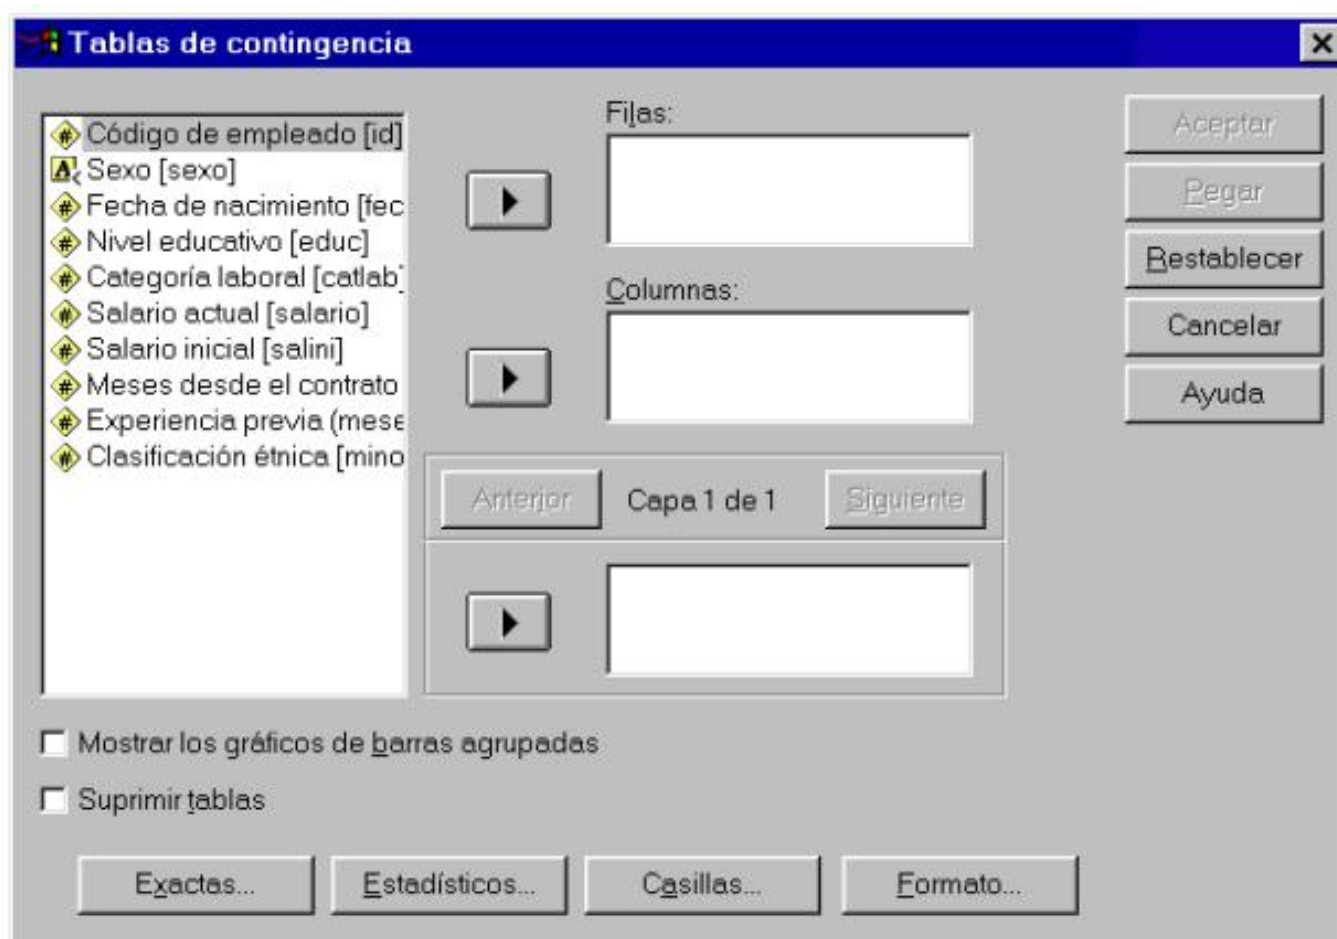 Tablas de contingencia
Código de empleado [id]
Sexo [sexo]
Fecha de nacimiento [fec
Nivel educativo [educ]
Categoría laboral [catlab]
Salario actual [salario]
Salario inicial [salini]
Meses desde el contrato
Experiencia previa (mese
Clasificación étnica [mino
Filas:
Columnas:
Anterior
Capa 1 de 1
Siguiente
Aceptar
Pegar
Restablecer
Cancelar
Ayuda
Mostrar los gráficos de barras agrupadas
Suprimir tablas
Exactas...
Estadísticos...
Casillas...
Formato...